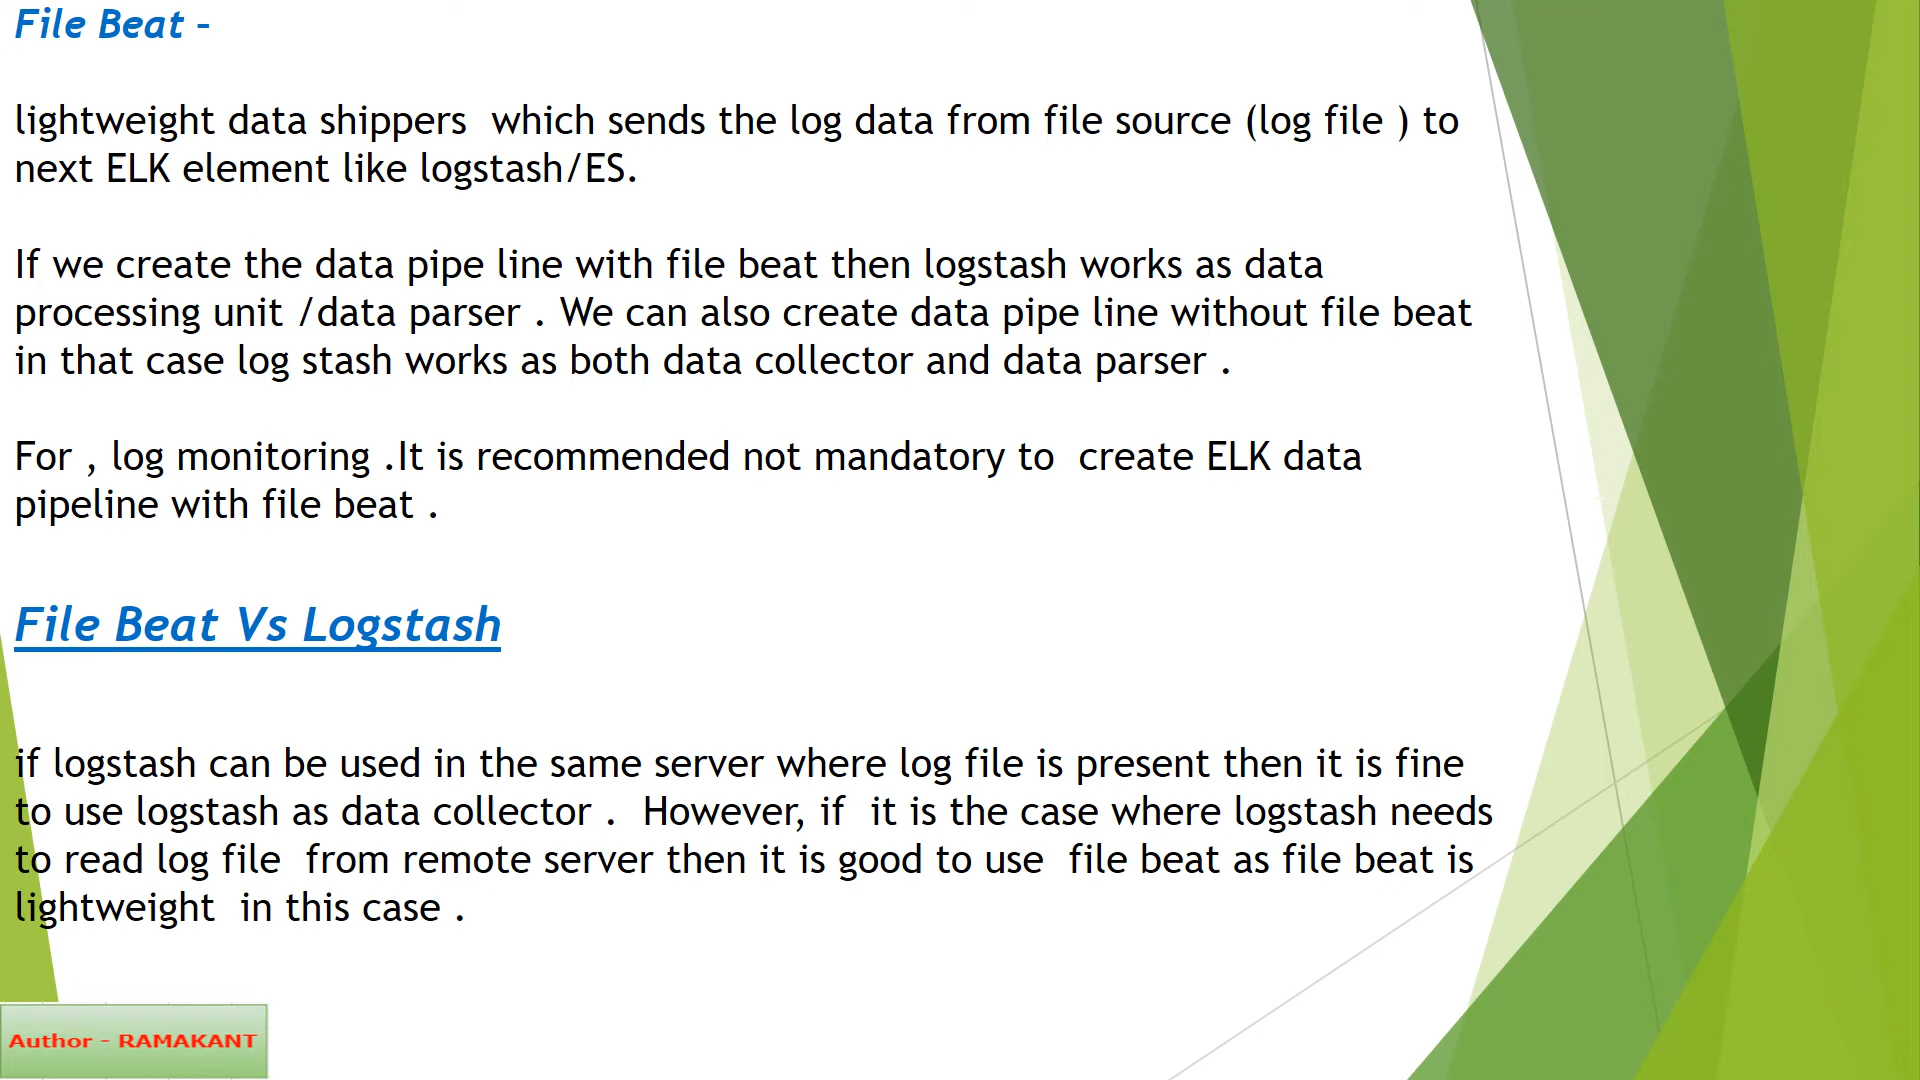 File Beat –
lightweight data shippers  which sends the log data from file source (log file ) to
next ELK element like logstash/ES.
If we create the data pipe line with file beat then logstash works as data
processing unit /data parser . We can also create data pipe line without file beat
in that case log stash works as both data collector and data parser .
For , log monitoring .It is recommended not mandatory to  create ELK data
pipeline with file beat .
File Beat Vs Logstash
if logstash can be used in the same server where log file is present then it is fine
to use logstash as data collector .  However, if  it is the case where logstash needs
to read log file  from remote server then it is good to use  file beat as file beat is
lightweight  in this case .
Author - RAMAKANT